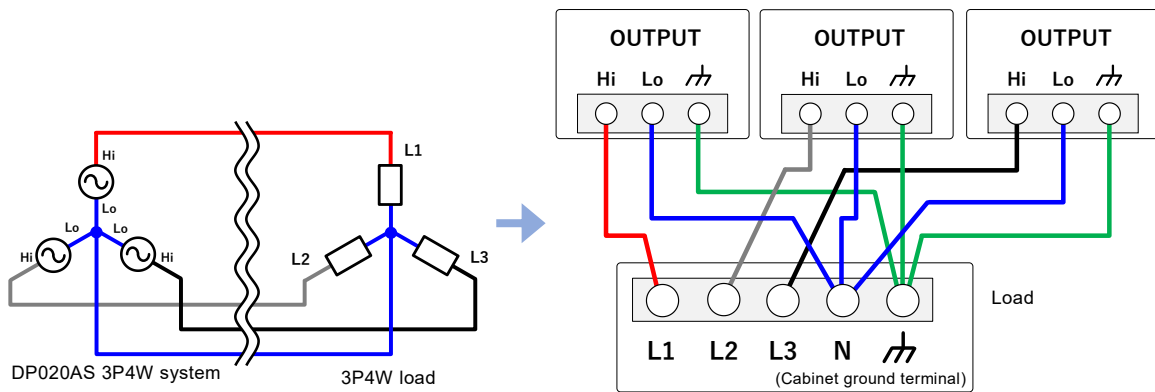 Hi
Lo
Lo
Lo
Hi
Hi
L1
L2
L3
DP020AS 3P4W system
3P4W load
OUTPUT
Hi Lo
OUTPUT
Hi Lo
OUTPUT
Hi Lo
Load
L1 L2 L3 N
(Cabinet ground terminal)